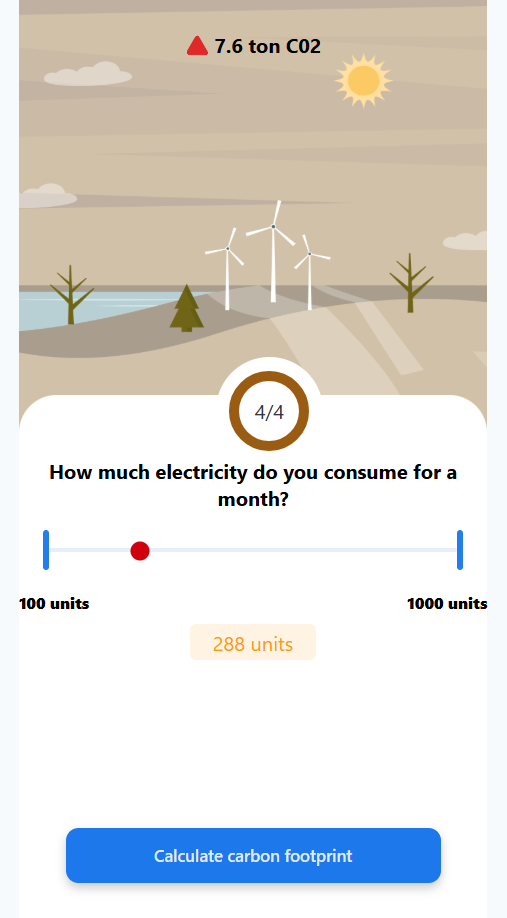 7.6 ton C02
4/4
How much electricity do you consume for a
month?
100 units
1000 units
288 units
Calculate carbon footprint